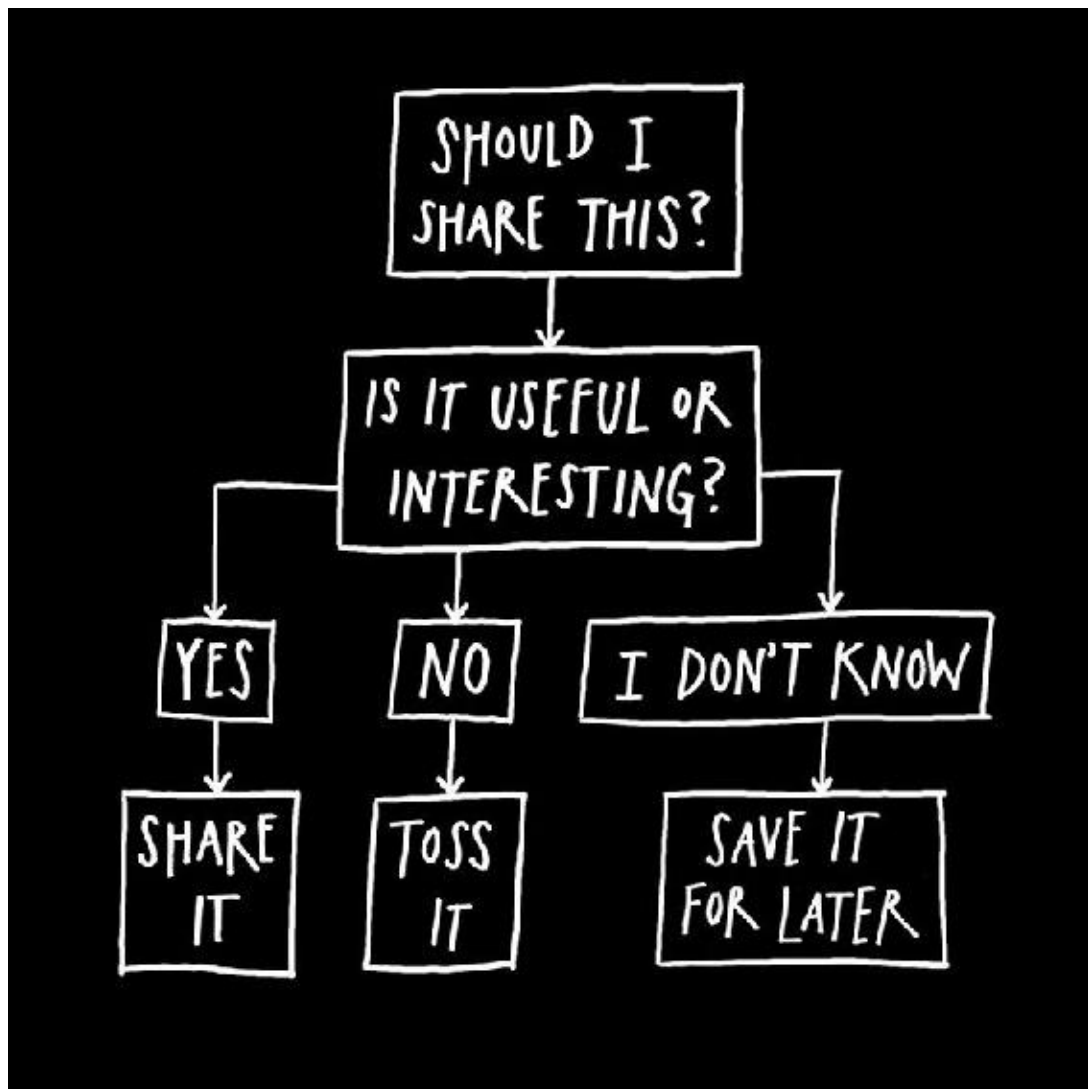 SHOULD I
SHARE THIS?
IS IT USEFUL OR
INTERESTING?
YES
NO
I DON'T KNOW
SHARE
IT
TOSS
IT
SAVE IT
FOR LATER